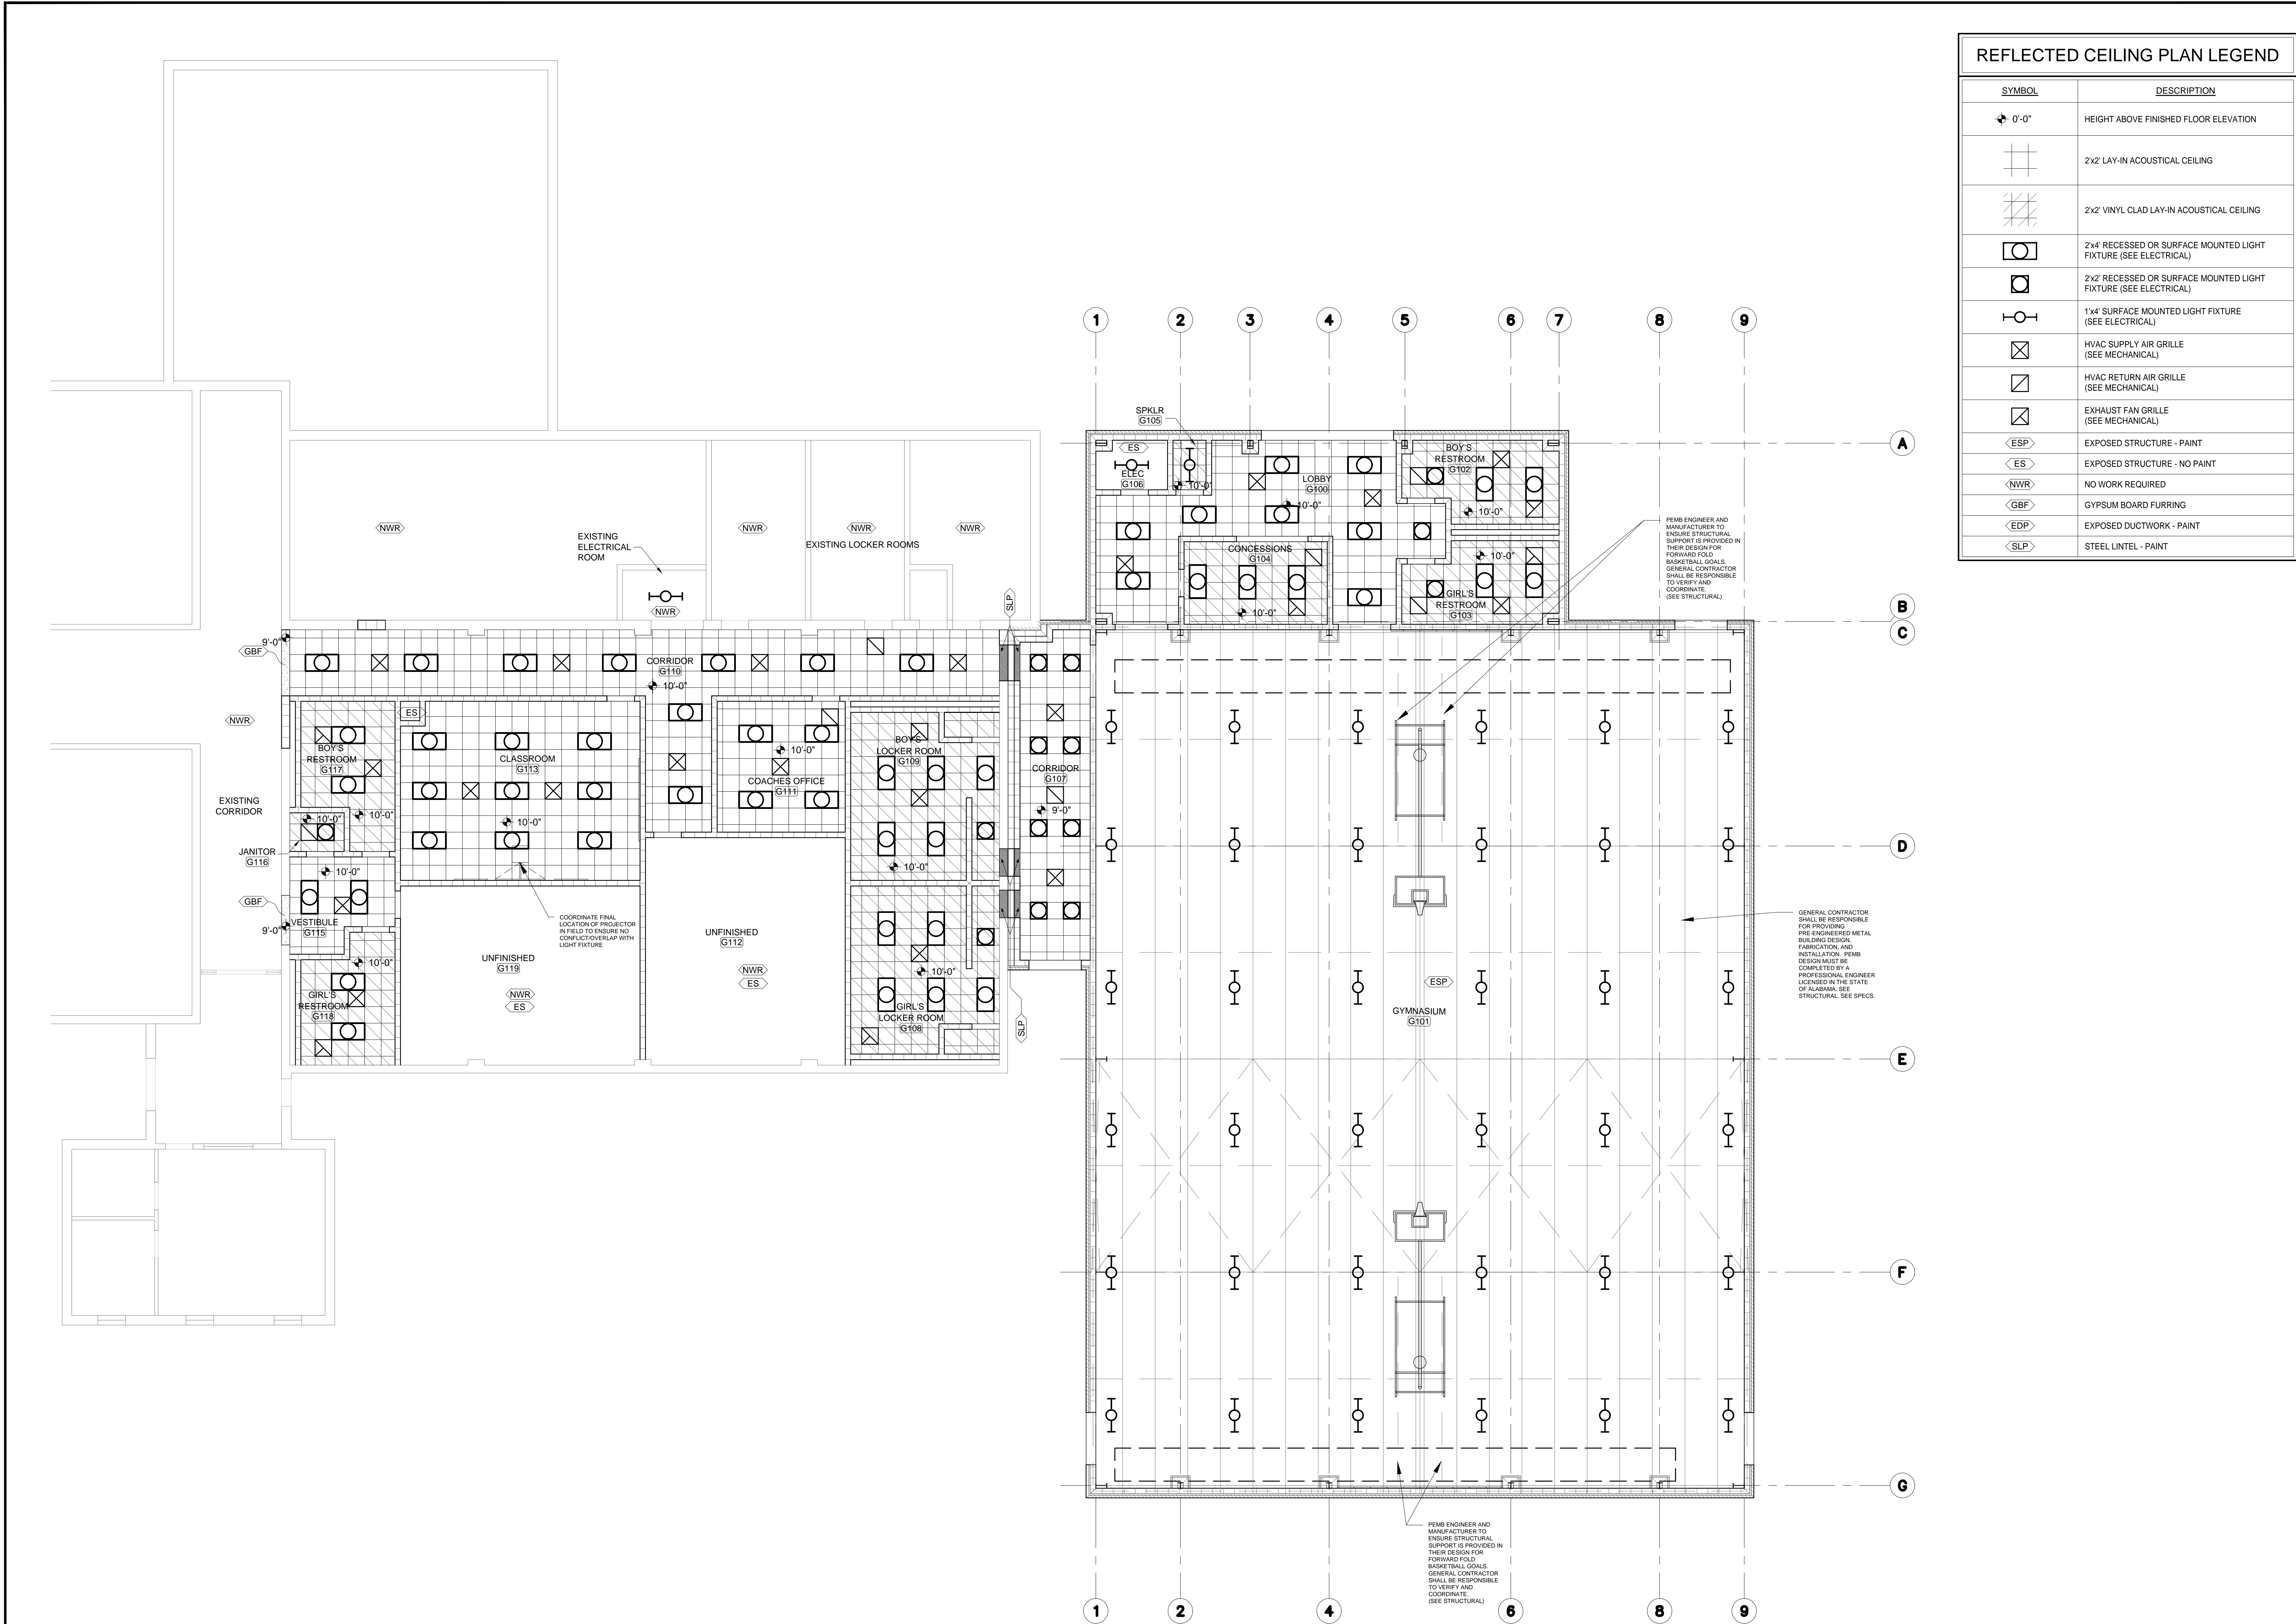 REFLECTED CEILING PLAN LEGEND
SYMBOL
DESCRIPTION
0'-0"
HEIGHT ABOVE FINISHED FLOOR ELEVATION
2'x2' LAY-IN ACOUSTICAL CEILING
2'x2' VINYL CLAD LAY-IN ACOUSTICAL CEILING
2'x4' RECESSED OR SURFACE MOUNTED LIGHT
FIXTURE (SEE ELECTRICAL)
2'x2' RECESSED OR SURFACE MOUNTED LIGHT
FIXTURE (SEE ELECTRICAL)
1'x4' SURFACE MOUNTED LIGHT FIXTURE
(SEE ELECTRICAL)
HVAC SUPPLY AIR GRILLE
(SEE MECHANICAL)
HVAC RETURN AIR GRILLE
(SEE MECHANICAL)
EXHAUST FAN GRILLE
(SEE MECHANICAL)
ESP
EXPOSED STRUCTURE - PAINT
ES
EXPOSED STRUCTURE - NO PAINT
NWR
NO WORK REQUIRED
GBF
GYPSUM BOARD FURRING
EDP
EXPOSED DUCTWORK - PAINT
SLP
STEEL LINTEL - PAINT
1
2
3
4
5
6
7
8
9
A
B
C
D
E
F
G
SPKLR
G105
ES
ELEC
G106
10'-0"
LOBBY
G100
10'-0"
BOY'S
RESTROOM
G102
10'-0"
CONCESSIONS
G104
10'-0"
10'-0"
GIRL'S
RESTROOM
G103
PEMB ENGINEER AND
MANUFACTURER TO
ENSURE STRUCTURAL
SUPPORT IS PROVIDED IN
THEIR DESIGN FOR
FORWARD FOLD
BASKETBALL GOALS.
GENERAL CONTRACTOR
SHALL BE RESPONSIBLE
TO VERIFY AND
COORDINATE.
(SEE STRUCTURAL)
NWR
NWR
NWR
NWR
EXISTING
ELECTRICAL
ROOM
EXISTING LOCKER ROOMS
NWR
SLP
9'-0"
GBF
CORRIDOR
G110
10'-0"
NWR
ES
BOY'S
RESTROOM
G117
CLASSROOM
G113
10'-0"
10'-0"
COACHES OFFICE
G111
BOY'S
LOCKER ROOM
G109
10'-0"
CORRIDOR
G107
9'-0"
EXISTING
CORRIDOR
10'-0"
10'-0"
JANITOR
G116
10'-0"
GBF
VESTIBULE
G115
9'-0"
10'-0"
GIRL'S
RESTROOM
G118
COORDINATE FINAL
LOCATION OF PROJECTOR
IN FIELD TO ENSURE NO
CONFLICT/OVERLAP WITH
LIGHT FIXTURE
UNFINISHED
G119
NWR
ES
UNFINISHED
G112
NWR
ES
10'-0"
GIRL'S
LOCKER ROOM
G108
SLP
ESP
GYMNASIUM
G101
GENERAL CONTRACTOR
SHALL BE RESPONSIBLE
FOR PROVIDING
PRE-ENGINEERED METAL
BUILDING DESIGN,
FABRICATION, AND
INSTALLATION. PEMB
DESIGN MUST BE
COMPLETED BY A
PROFESSIONAL ENGINEER
LICENSED IN THE STATE
OF ALABAMA. SEE
STRUCTURAL. SEE SPECS.
PEMB ENGINEER AND
MANUFACTURER TO
ENSURE STRUCTURAL
SUPPORT IS PROVIDED IN
THEIR DESIGN FOR
FORWARD FOLD
BASKETBALL GOALS.
GENERAL CONTRACTOR
SHALL BE RESPONSIBLE
TO VERIFY AND
COORDINATE.
(SEE STRUCTURAL)
1
2
4
6
8
9